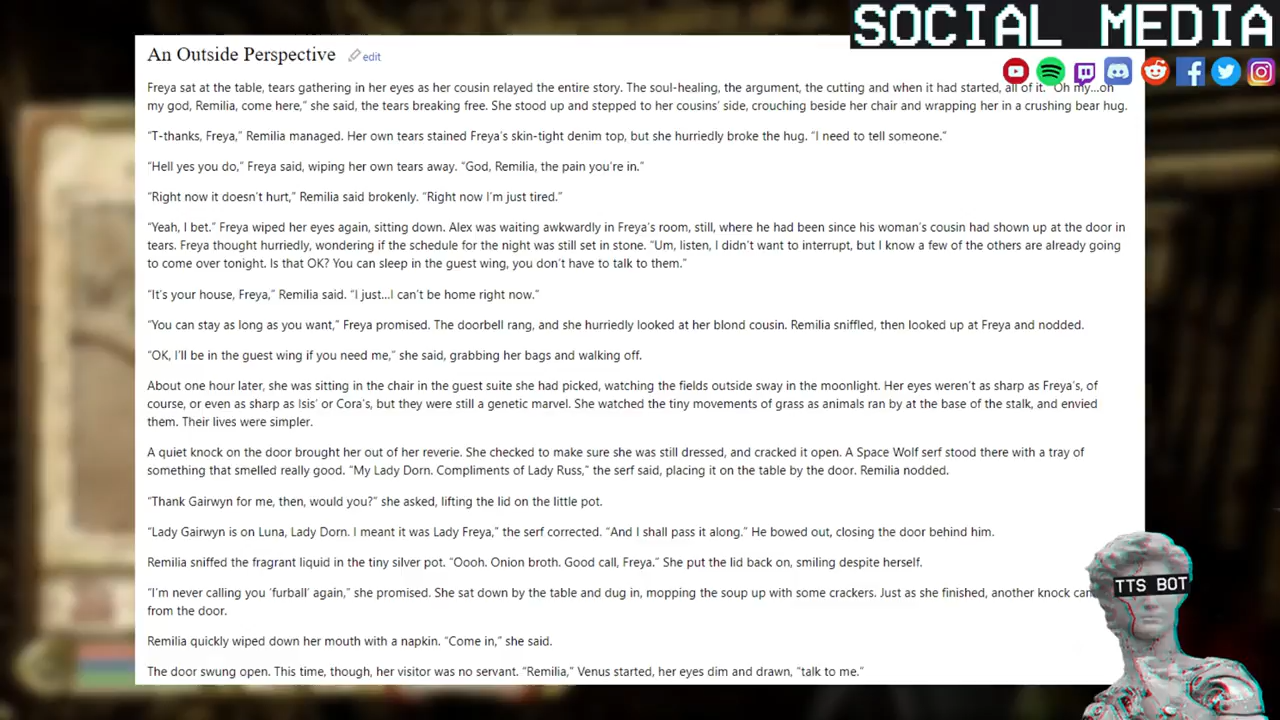 SOCIAL MEDIA
An Outside Perspective
edit
Freya sat at the table, tears gathering in her eyes as her cousin relayed the entire story. The soul-healing, the argument, the cutting and when it had started, all of it. “Oh my…oh
my god, Remilia, come here,” she said, the tears breaking free. She stood up and stepped to her cousins’ side, crouching beside her chair and wrapping her in a crushing bear hug.
“T-thanks, Freya,” Remilia managed. Her own tears stained Freya’s skin-tight denim top, but she hurriedly broke the hug. “I need to tell someone.”
“Hell yes you do,” Freya said, wiping her own tears away. “God, Remilia, the pain you’re in.”
“Right now it doesn’t hurt,” Remilia said brokenly. “Right now I’m just tired.”
“Yeah, I bet.” Freya wiped her eyes again, sitting down. Alex was waiting awkwardly in Freya’s room, still, where he had been since his woman’s cousin had shown up at the door in
tears. Freya thought hurriedly, wondering if the schedule for the night was still set in stone. “Um, listen, I didn’t want to interrupt, but I know a few of the others are already going
to come over tonight. Is that OK? You can sleep in the guest wing, you don’t have to talk to them.”
“It’s your house, Freya,” Remilia said. “I just…I can’t be home right now.”
“You can stay as long as you want,” Freya promised. The doorbell rang, and she hurriedly looked at her blond cousin. Remilia sniffled, then looked up at Freya and nodded.
“OK, I’ll be in the guest wing if you need me,” she said, grabbing her bags and walking off.
About one hour later, she was sitting in the chair in the guest suite she had picked, watching the fields outside sway in the moonlight. Her eyes weren’t as sharp as Freya’s, of
course, or even as sharp as Isis’ or Cora’s, but they were still a genetic marvel. She watched the tiny movements of grass as animals ran by at the base of the stalk, and envied
them. Their lives were simpler.
A quiet knock on the door brought her out of her reverie. She checked to make sure she was still dressed, and cracked it open. A Space Wolf serf stood there with a tray of
something that smelled really good. “My Lady Dorn. Compliments of Lady Russ,” the serf said, placing it on the table by the door. Remilia nodded.
“Thank Gairwyn for me, then, would you?” she asked, lifting the lid on the little pot.
“Lady Gairwyn is on Luna, Lady Dorn. I meant it was Lady Freya,” the serf corrected. “And I shall pass it along.” He bowed out, closing the door behind him.
Remilia sniffed the fragrant liquid in the tiny silver pot. “Oooh. Onion broth. Good call, Freya.” She put the lid back on, smiling despite herself.
“I’m never calling you ‘furball’ again,” she promised. She sat down by the table and dug in, mopping the soup up with some crackers. Just as she finished, another knock
from the door.
Remilia quickly wiped down her mouth with a napkin. “Come in,” she said.
The door swung open. This time, though, her visitor was no servant. “Remilia,” Venus started, her eyes dim and drawn, “talk to me.”
TTS BOT